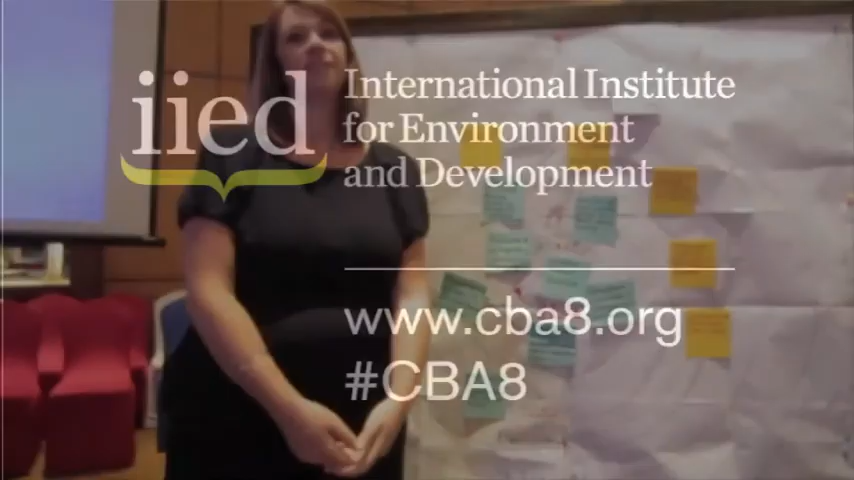 iied
International Institute
for Environment
and Development
www.cba8.org
#CBA8